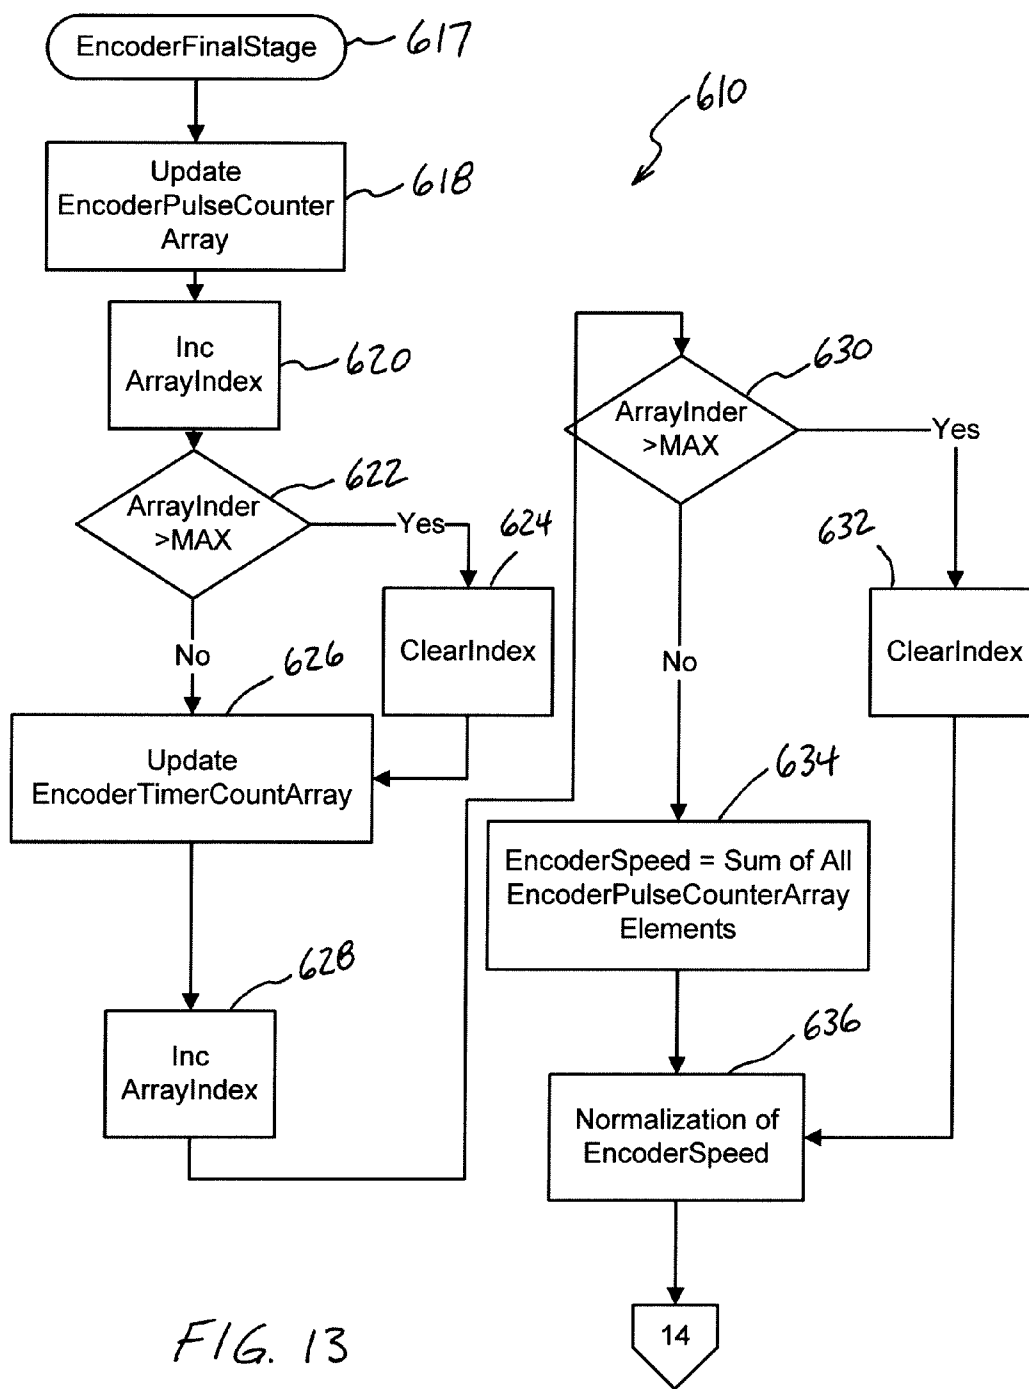 EncoderFinalStage
617
610
Update
EncoderPulseCounter
Array
618
Inc
ArrayIndex
620
ArrayInder
>MAX
622
Yes
624
ClearIndex
No
626
Update
EncoderTimerCountArray
628
Inc
ArrayIndex
630
ArrayInder
>MAX
Yes
632
ClearIndex
No
634
EncoderSpeed = Sum of All
EncoderPulseCounterArray
Elements
636
Normalization of
EncoderSpeed
14
FIG. 13